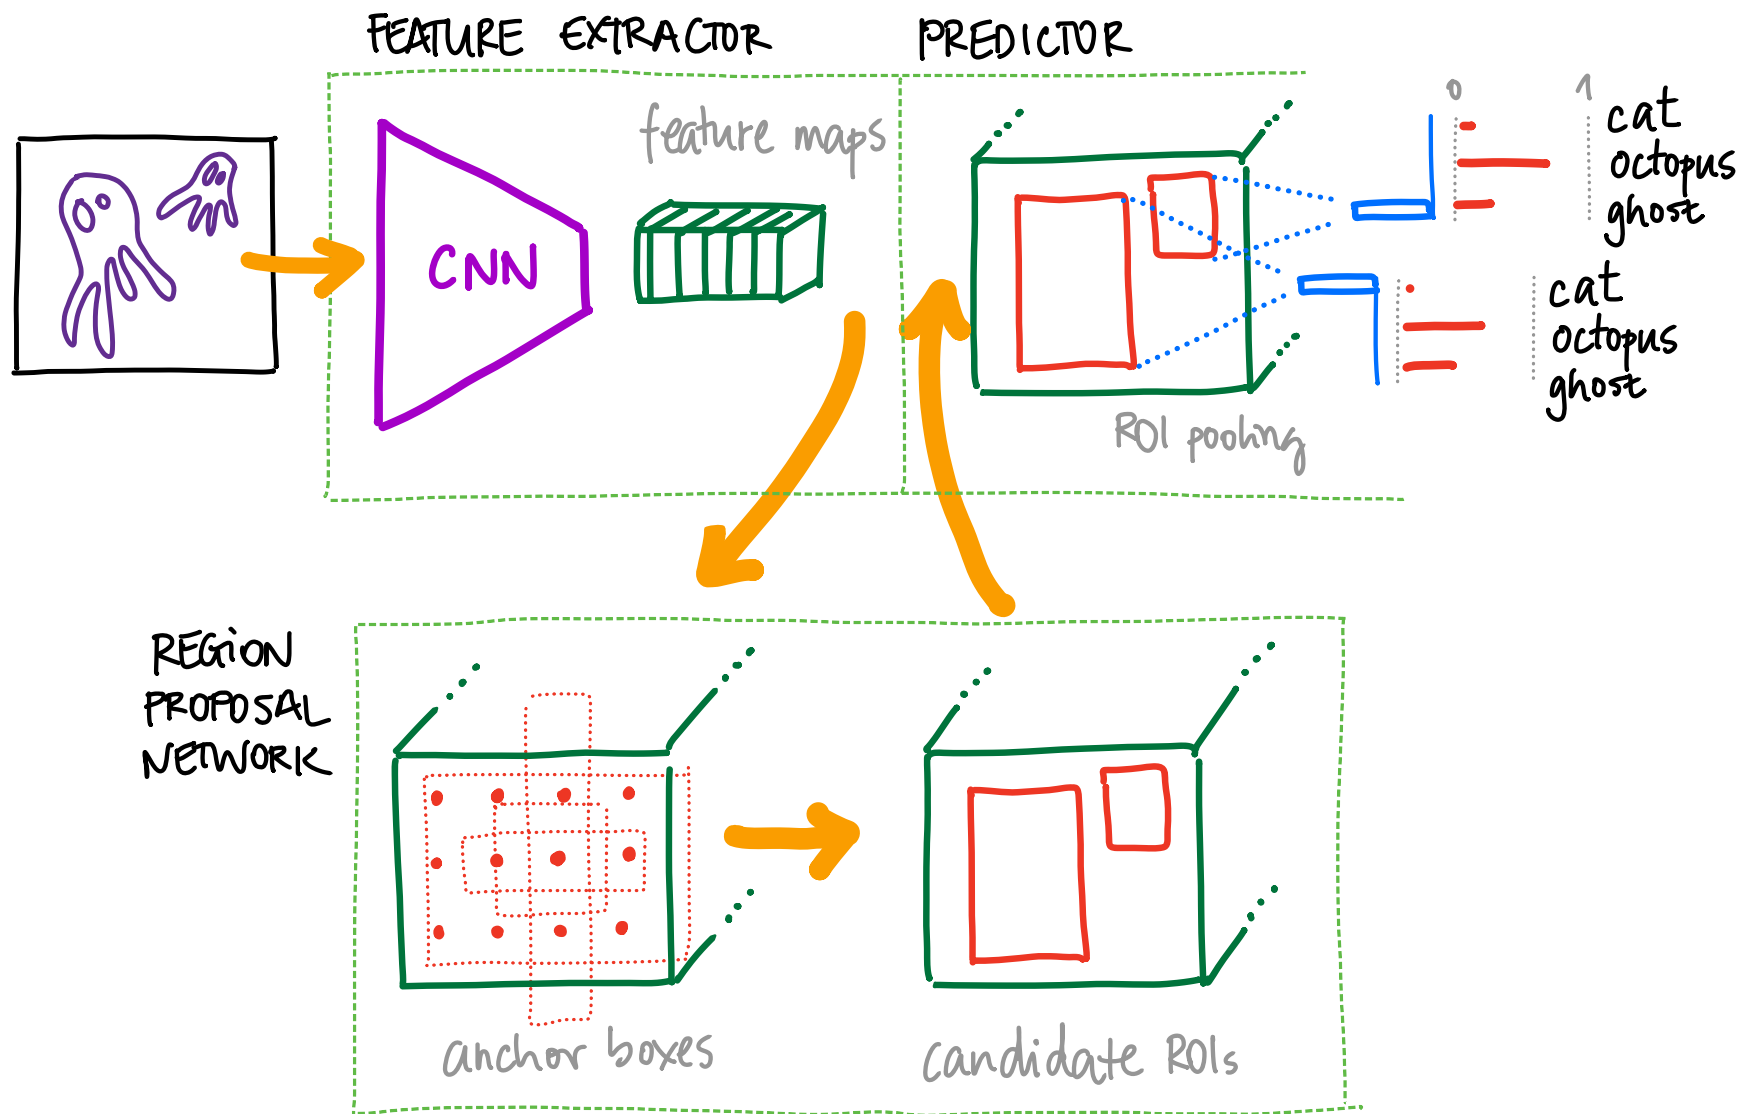 FEATURE EXTRACTOR
PREDICTOR
feature maps
CNN
0 1
cat
octopus
ghost
cat
octopus
ghost
ROI pooling
REGiON
PROPOSAL
NETWORK
anchor boxes
candidate ROIs